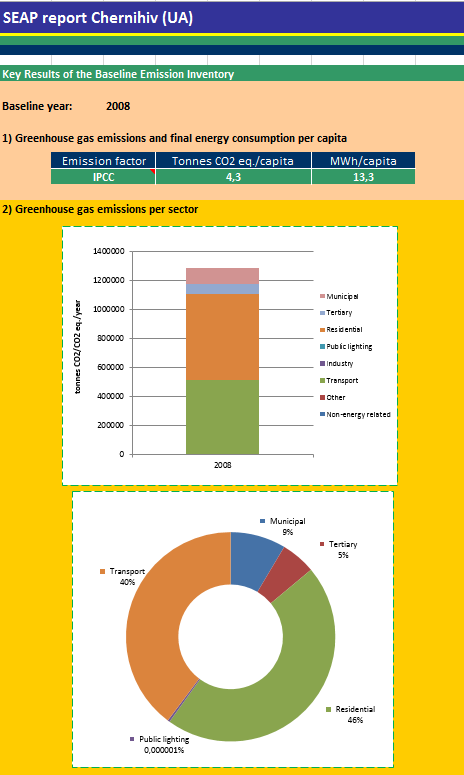 SEAP report Chernihiv (UA)
Key Results of the Baseline Emission Inventory
Baseline year: 2008
1) Greenhouse gas emissions and final energy consumption per capita
Emission factor Tonnes CO2 eq./capita MWh/capita
IPCC 4,3 13,3
2) Greenhouse gas emissions per sector
tonnes CO2/CO2 eq./year
1400000
1200000
1000000
800000
600000
400000
200000
0
2008
Municipal
Tertiary
Residential
Public lighting
Industry
Transport
Other
Non-energy related
Municipal
9%
Tertiary
5%
Transport
40%
Residential
46%
Public lighting
0,000001%